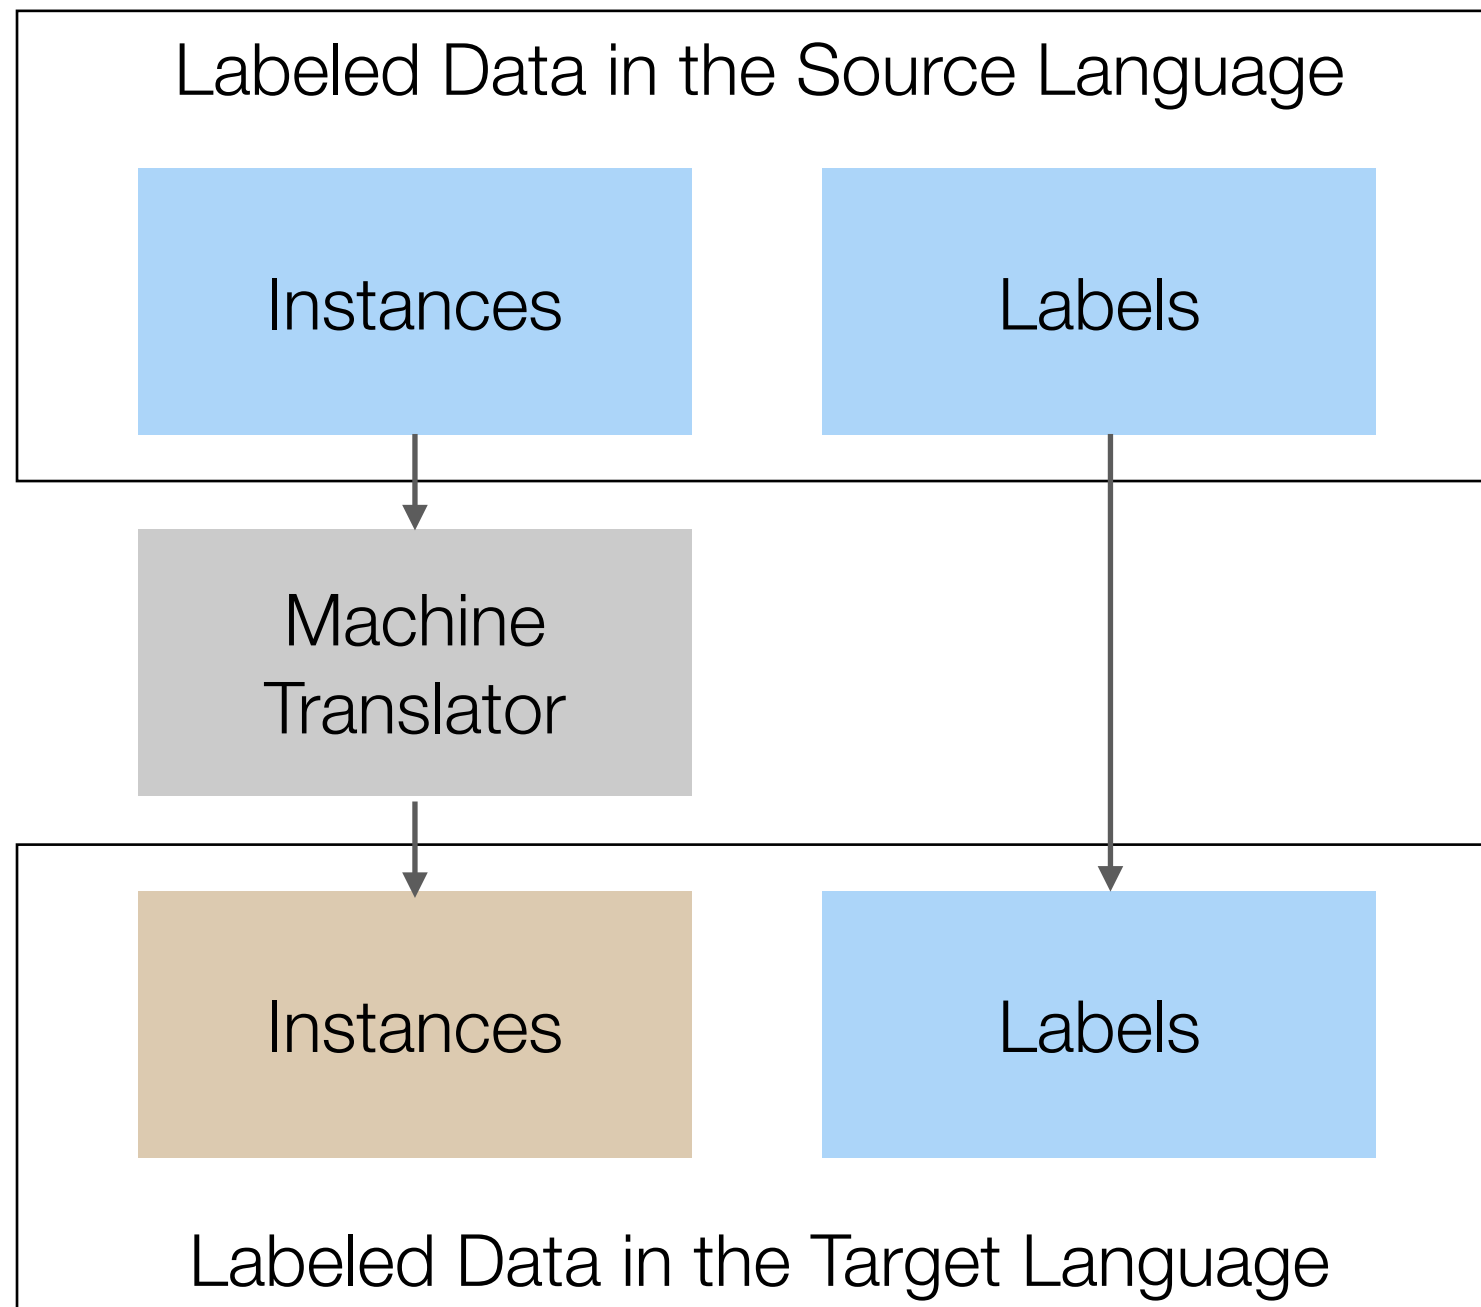 Labeled Data in the Source Language
Instances
Labels
Machine
Translator
Instances
Labels
Labeled Data in the Target Language